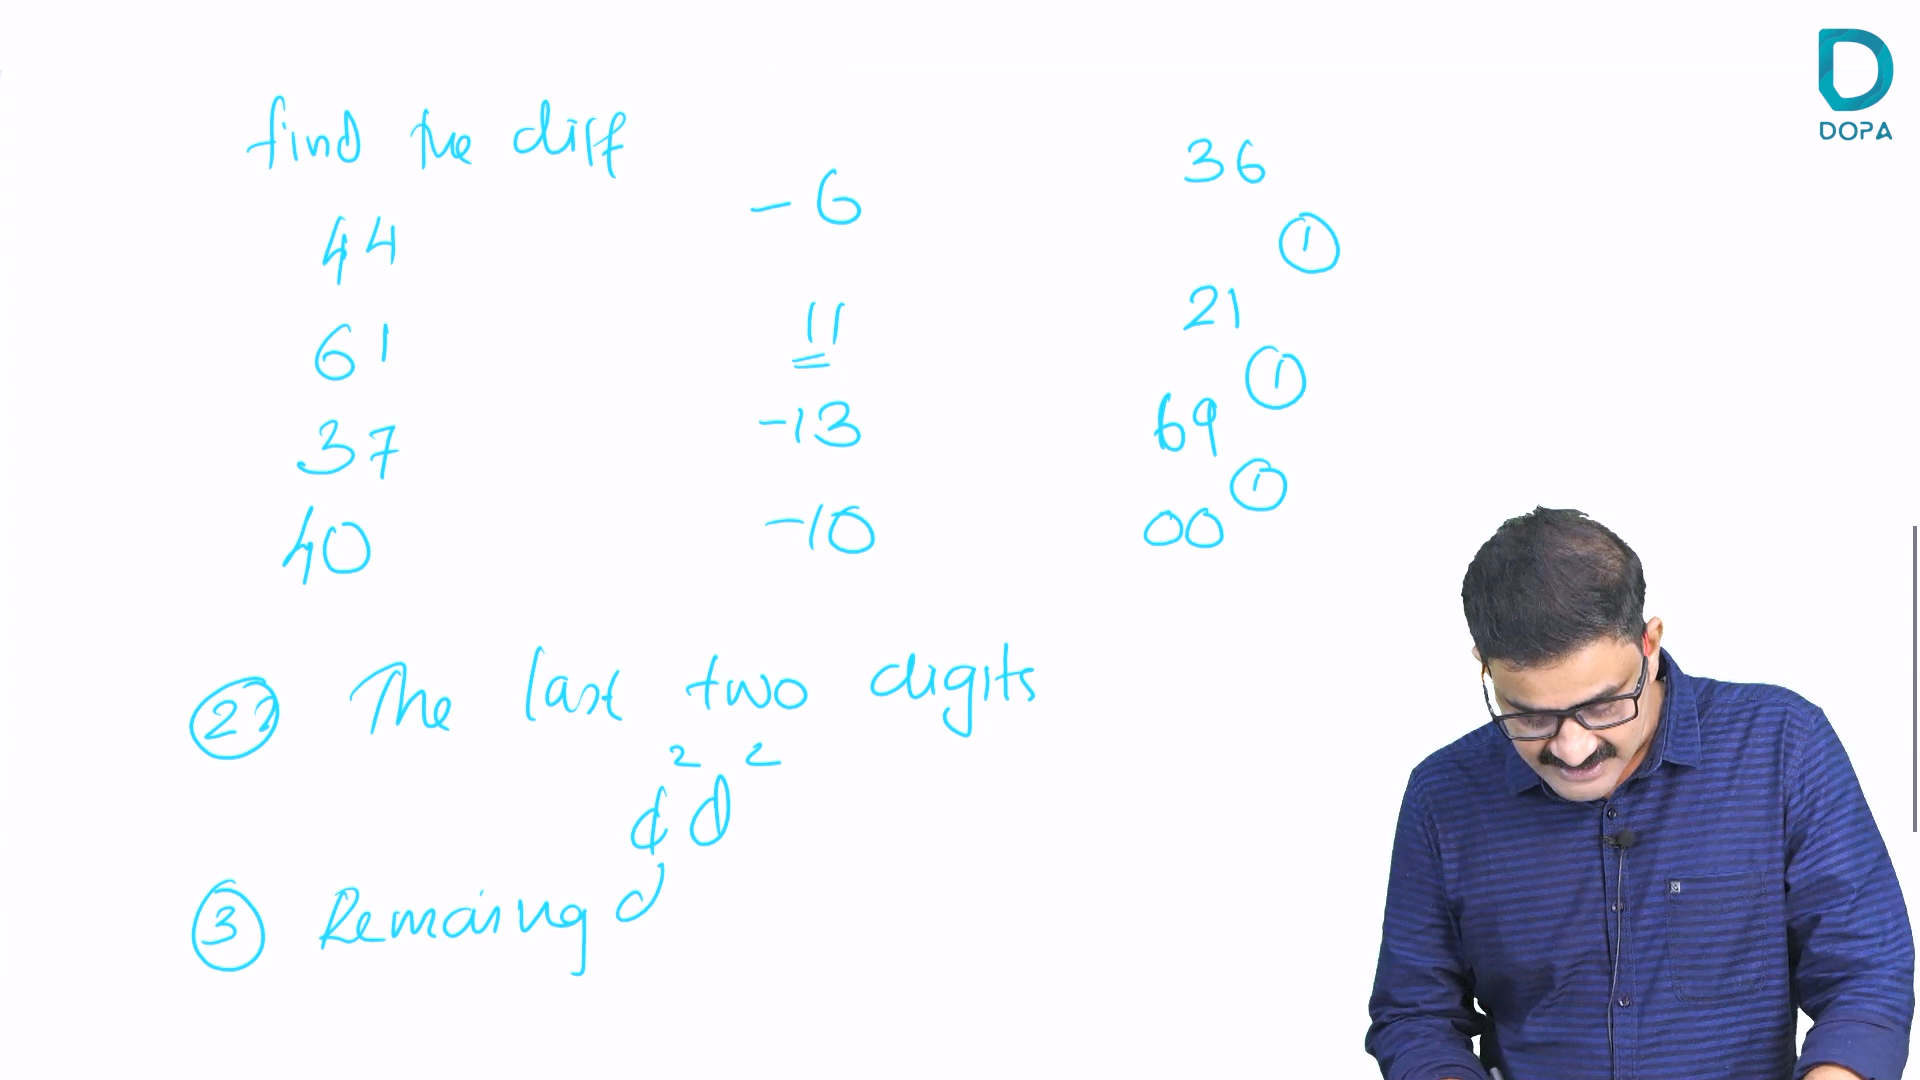 find the diff
44 -6 36
①
61 11 21
①
37 -13 69
①
40 -10 00
② The last two digits
d² d²
③ Remaining d
DOPA